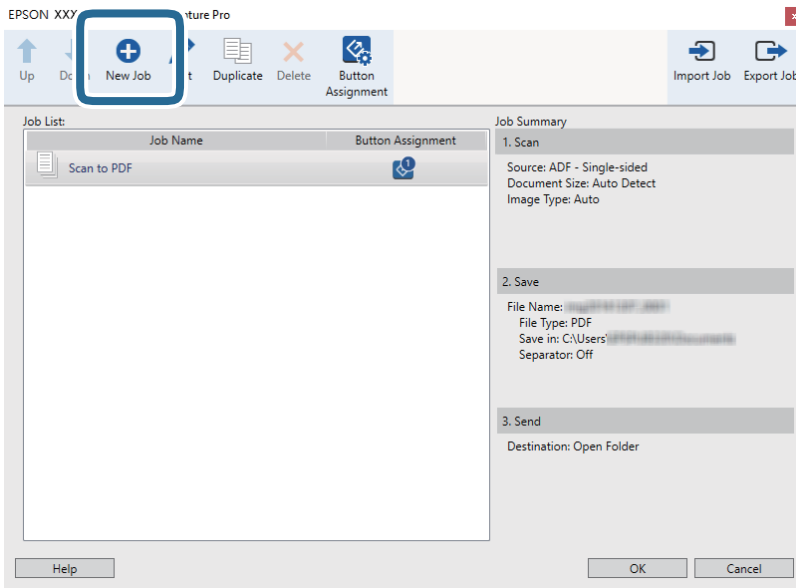 EPSON XXX ture Pro
Up
New Job
Duplicate
Delete
Button
Assignment
Import Job
Export Job
Job List:
Job Name
Button Assignment
Scan to PDF
1
Job Summary
1. Scan
Source: ADF - Single-sided
Document Size: Auto Detect
Image Type: Auto
2. Save
File Name:
File Type: PDF
Save in: C:\Users\
Separator: Off
3. Send
Destination: Open Folder
Help
OK
Cancel